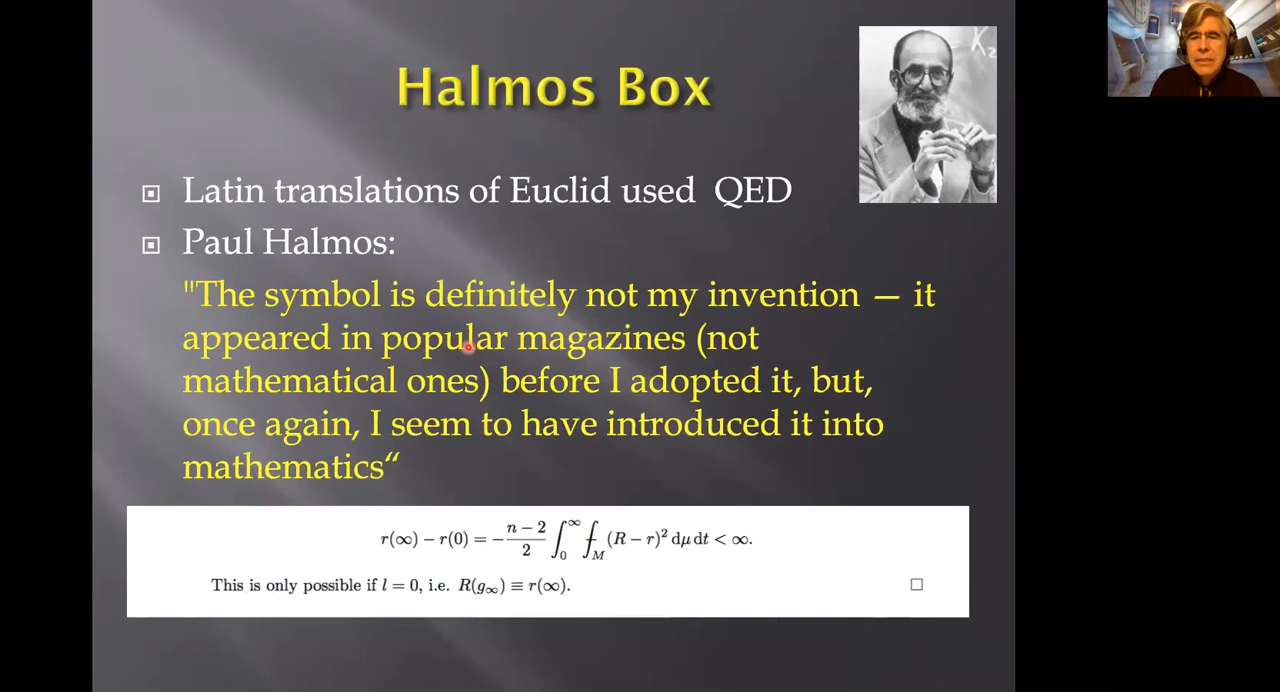 Halmos Box
Latin translations of Euclid used QED
Paul Halmos:
"The symbol is definitely not my invention — it
appeared in popular magazines (not
mathematical ones) before I adopted it, but,
once again, I seem to have introduced it into
mathematics“
r(∞) − r(0) = −\frac{n − 2}{2} ∫₀^∞ ⨍_M (R − r)² dμ dt < ∞.
This is only possible if l = 0, i.e. R(g∞) ≡ r(∞). □